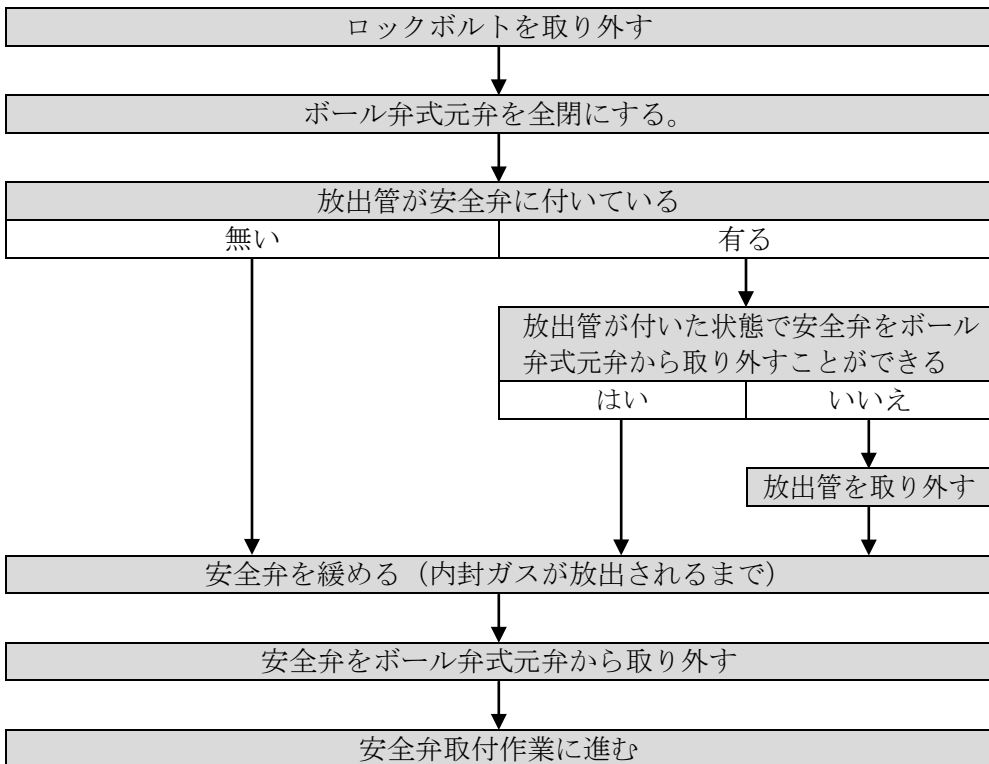 ロックボルトを取り外す
ボール弁式元弁を全閉にする。
放出管が安全弁に付いている
無い
有る
放出管が付いた状態で安全弁をボール
弁式元弁から取り外すことができる
はい
いいえ
放出管を取り外す
安全弁を緩める（内封ガスが放出されるまで）
安全弁をボール弁式元弁から取り外す
安全弁取付作業に進む